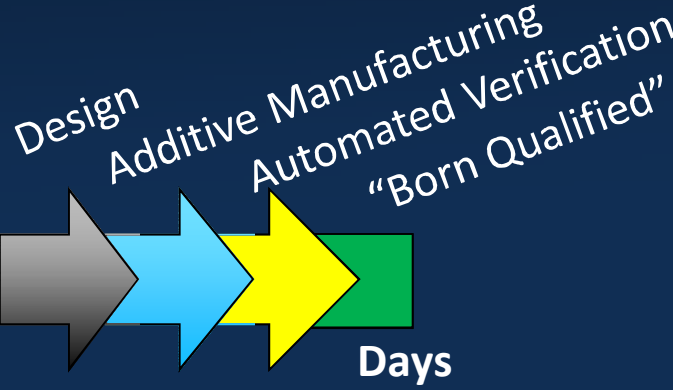 Design
Additive Manufacturing
Automated Verification
“Born Qualified”
Days